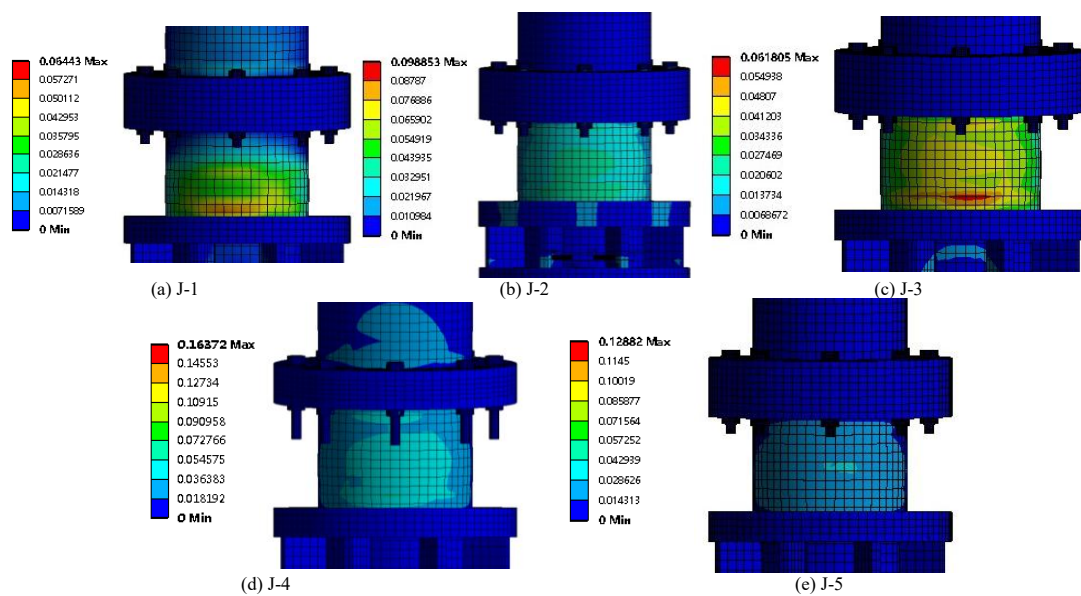 0.06443 Max
0.057271
0.050112
0.042953
0.035795
0.028636
0.021477
0.014318
0.0071589
0 Min
(a) J-1
0.098853 Max
0.08787
0.076886
0.065902
0.054919
0.043935
0.032951
0.021967
0.010984
0 Min
(b) J-2
0.061805 Max
0.054938
0.04807
0.041203
0.034336
0.027469
0.020602
0.013734
0.0068672
0 Min
(c) J-3
0.16372 Max
0.14553
0.12734
0.10915
0.090958
0.072766
0.054575
0.036383
0.018192
0 Min
(d) J-4
0.12882 Max
0.1145
0.10019
0.085877
0.071564
0.057252
0.042939
0.028626
0.014313
0 Min
(e) J-5